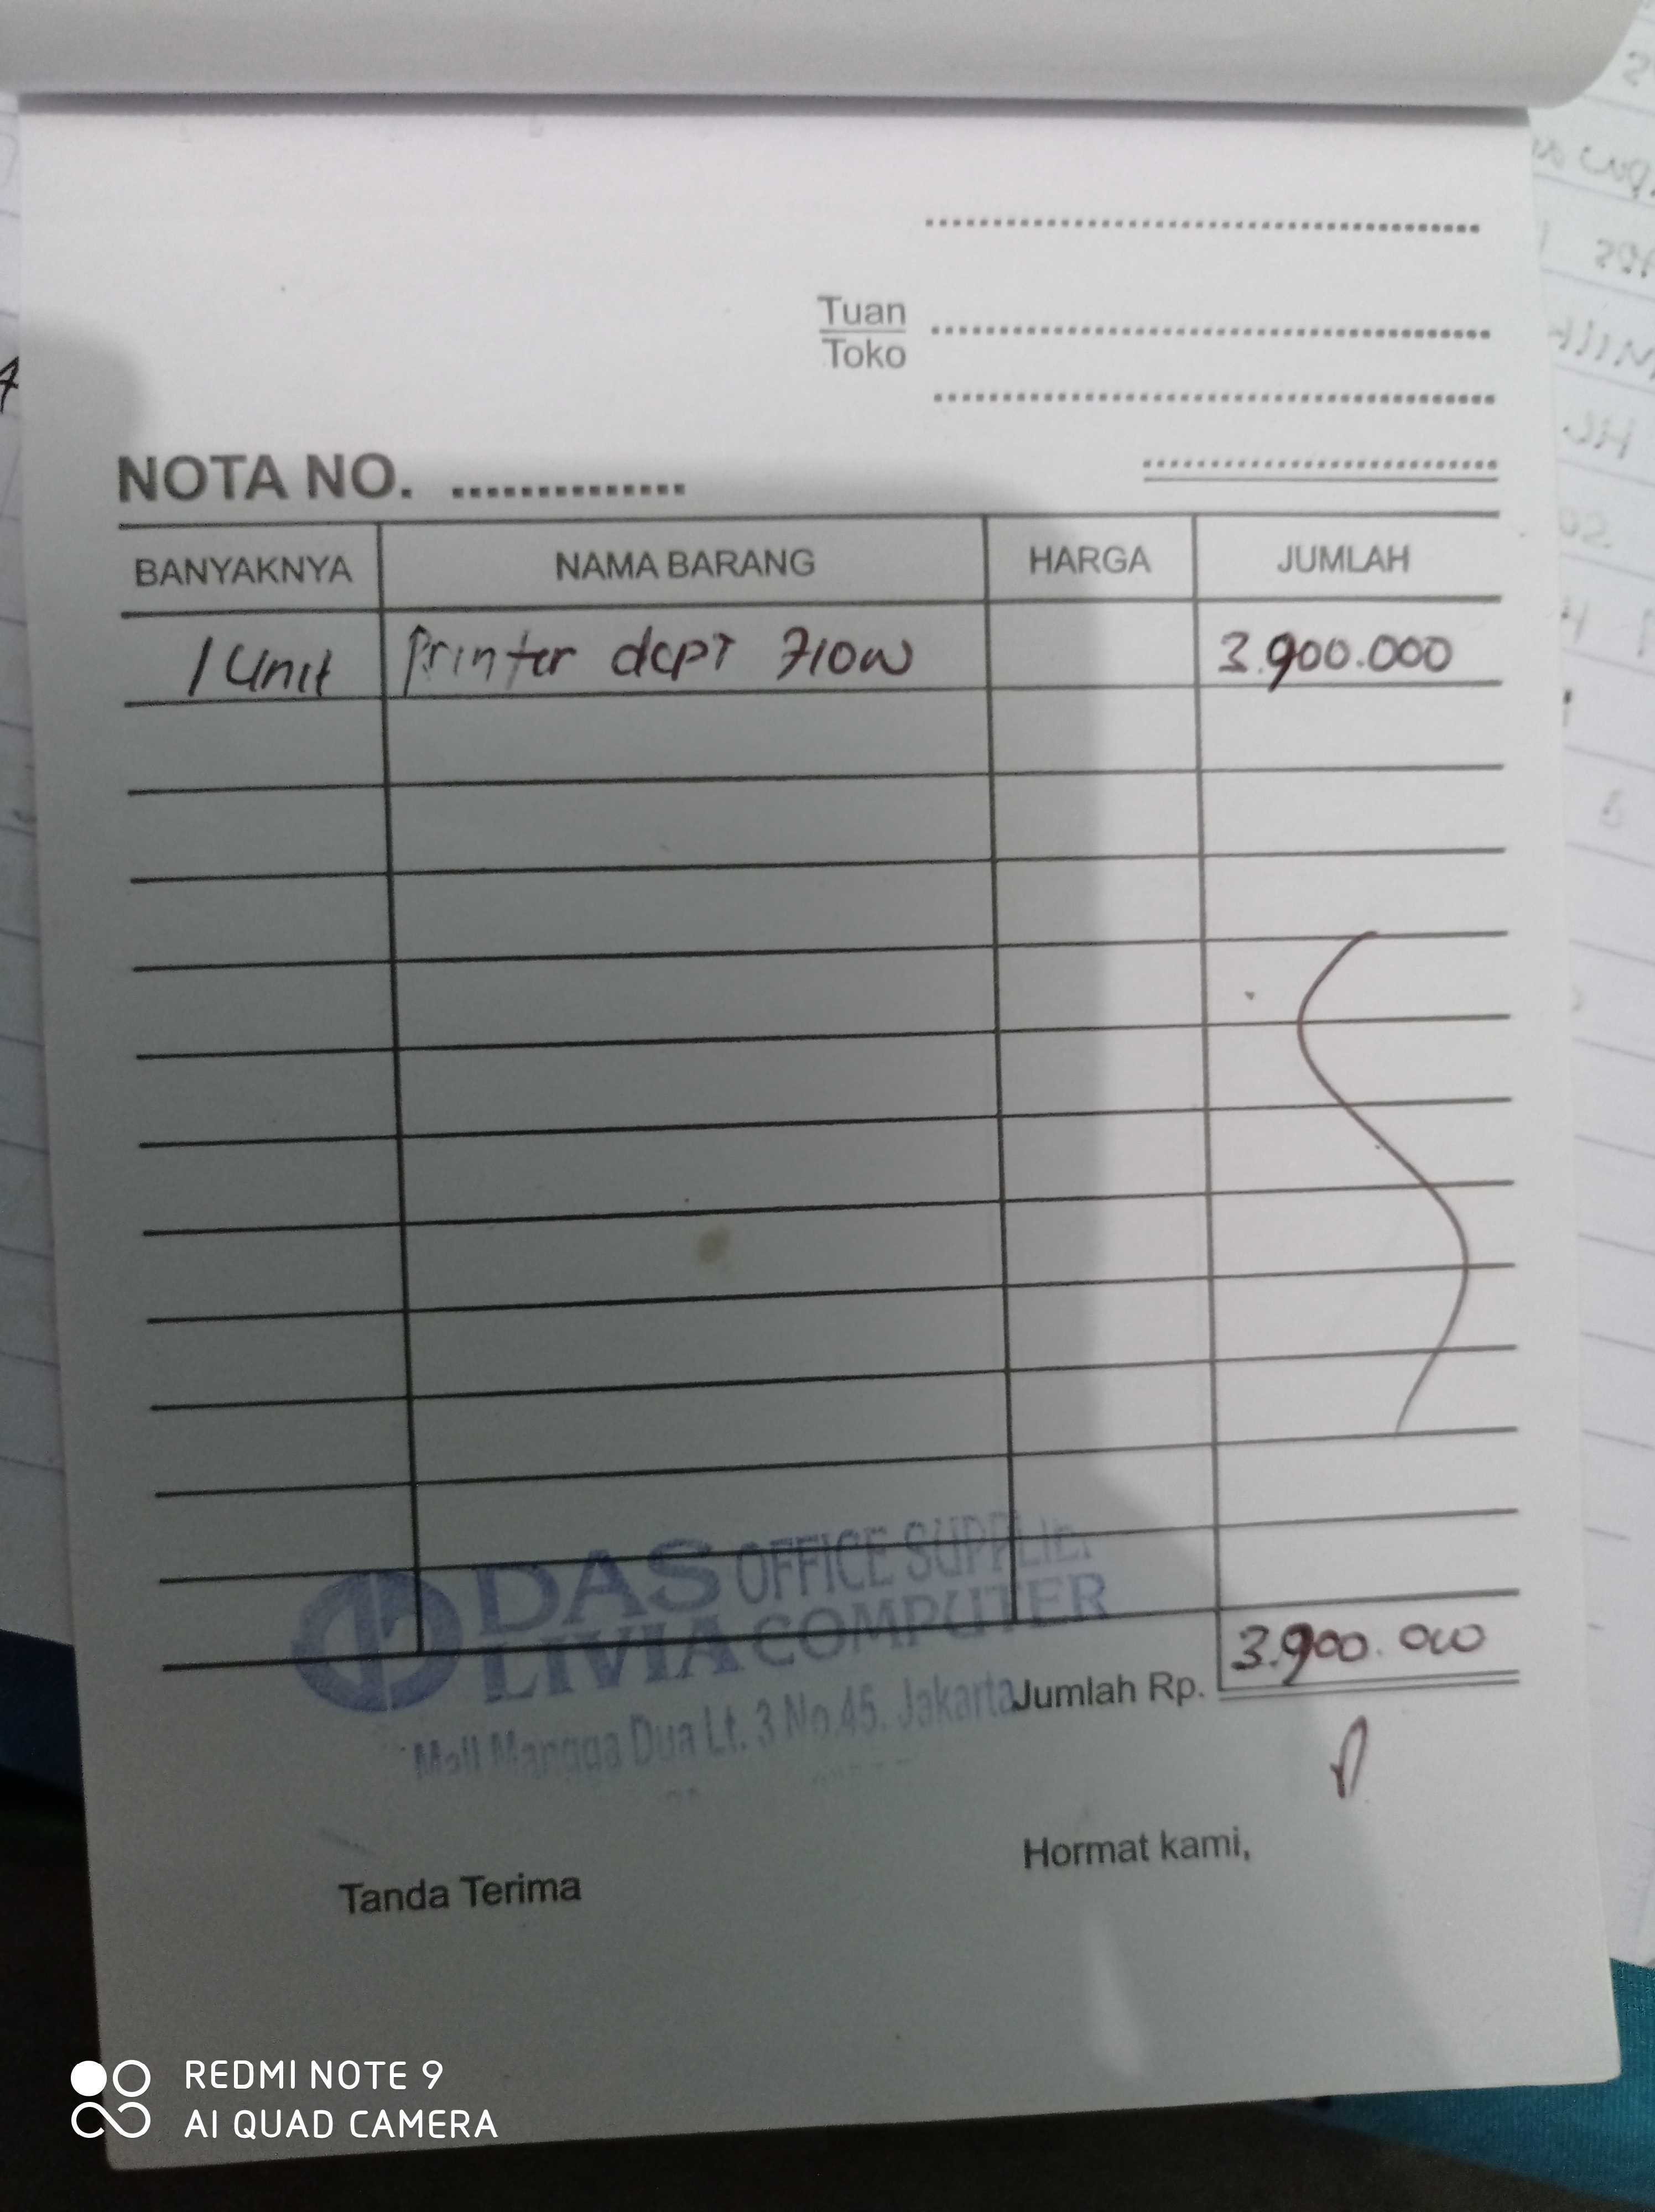 Tuan
Toko
NOTA NO. ..............
BANYAKNYA NAMA BARANG HARGA JUMLAH
1 Unit Printer dcpT 710w 3.900.000
DAS OFFICE SUPPLIE
LIVIA COMPUTER
3.900.000
Jumlah Rp.
Mall Mangga Dua Lt. 3 No.45. Jakarta
Hormat kami,
Tanda Terima
REDMI NOTE 9
AI QUAD CAMERA